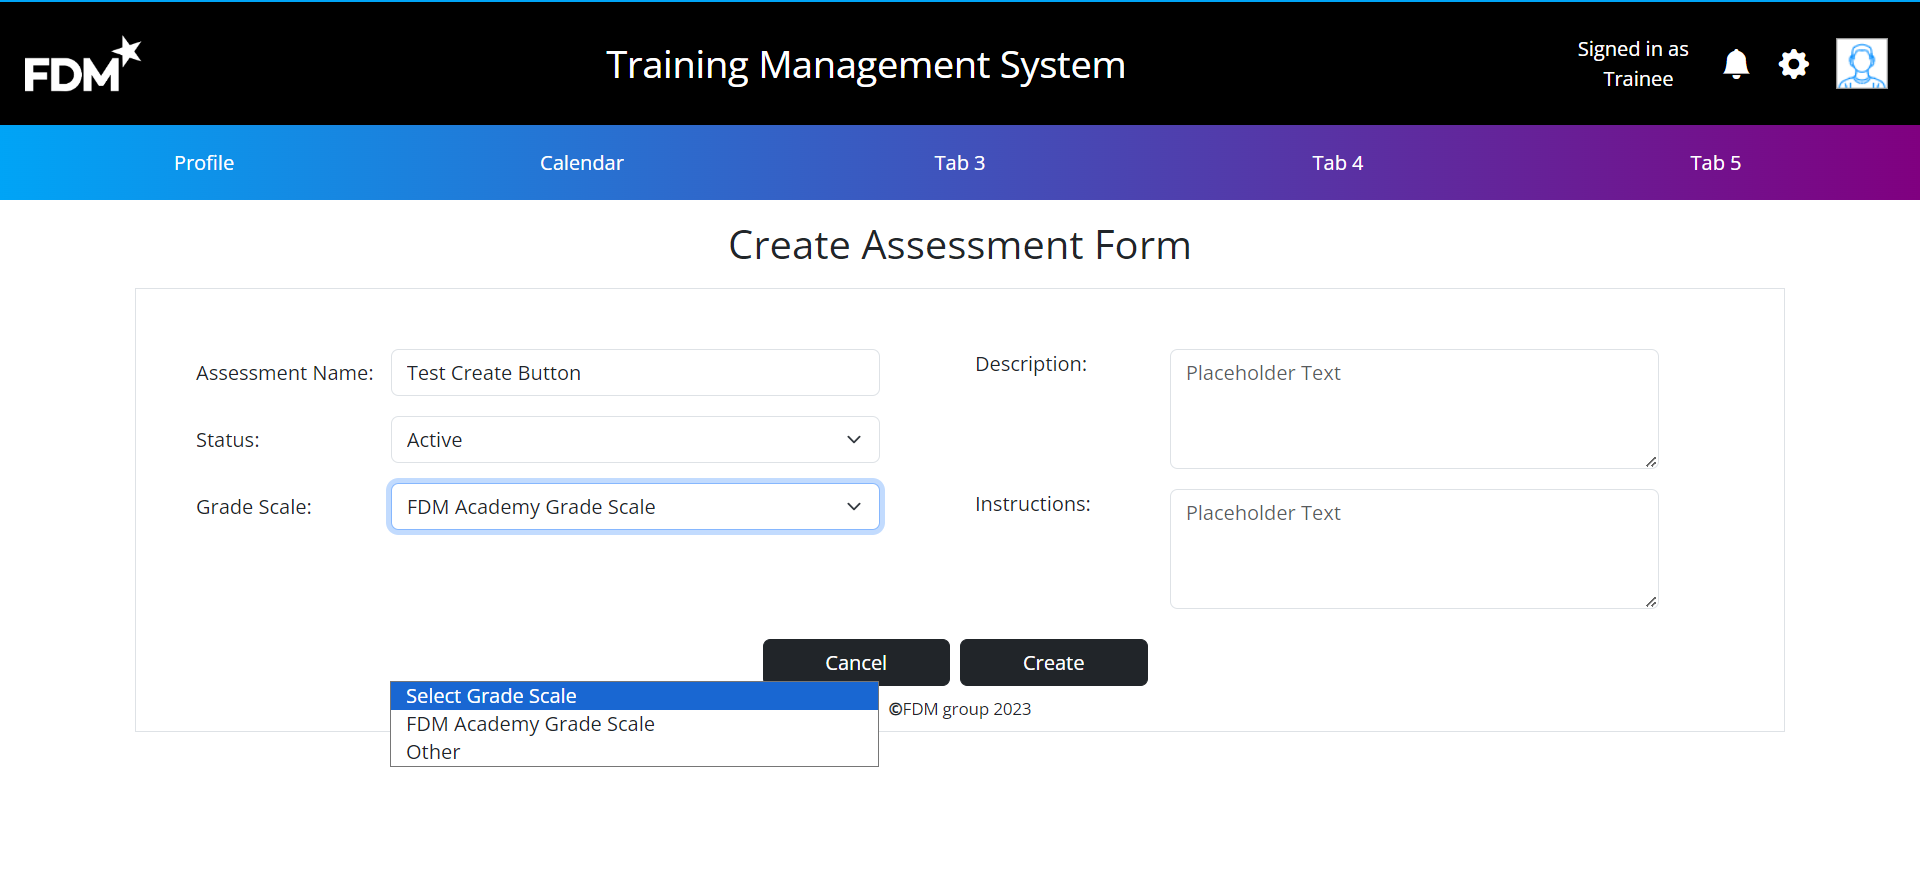 FDM
Training Management System
Signed in as
Trainee
Profile
Calendar
Tab 3
Tab 4
Tab 5
Create Assessment Form
Assessment Name:
Test Create Button
Status:
Active
Grade Scale:
FDM Academy Grade Scale
Description:
Placeholder Text
Instructions:
Placeholder Text
Cancel
Create
Select Grade Scale
FDM Academy Grade Scale
Other
©FDM group 2023